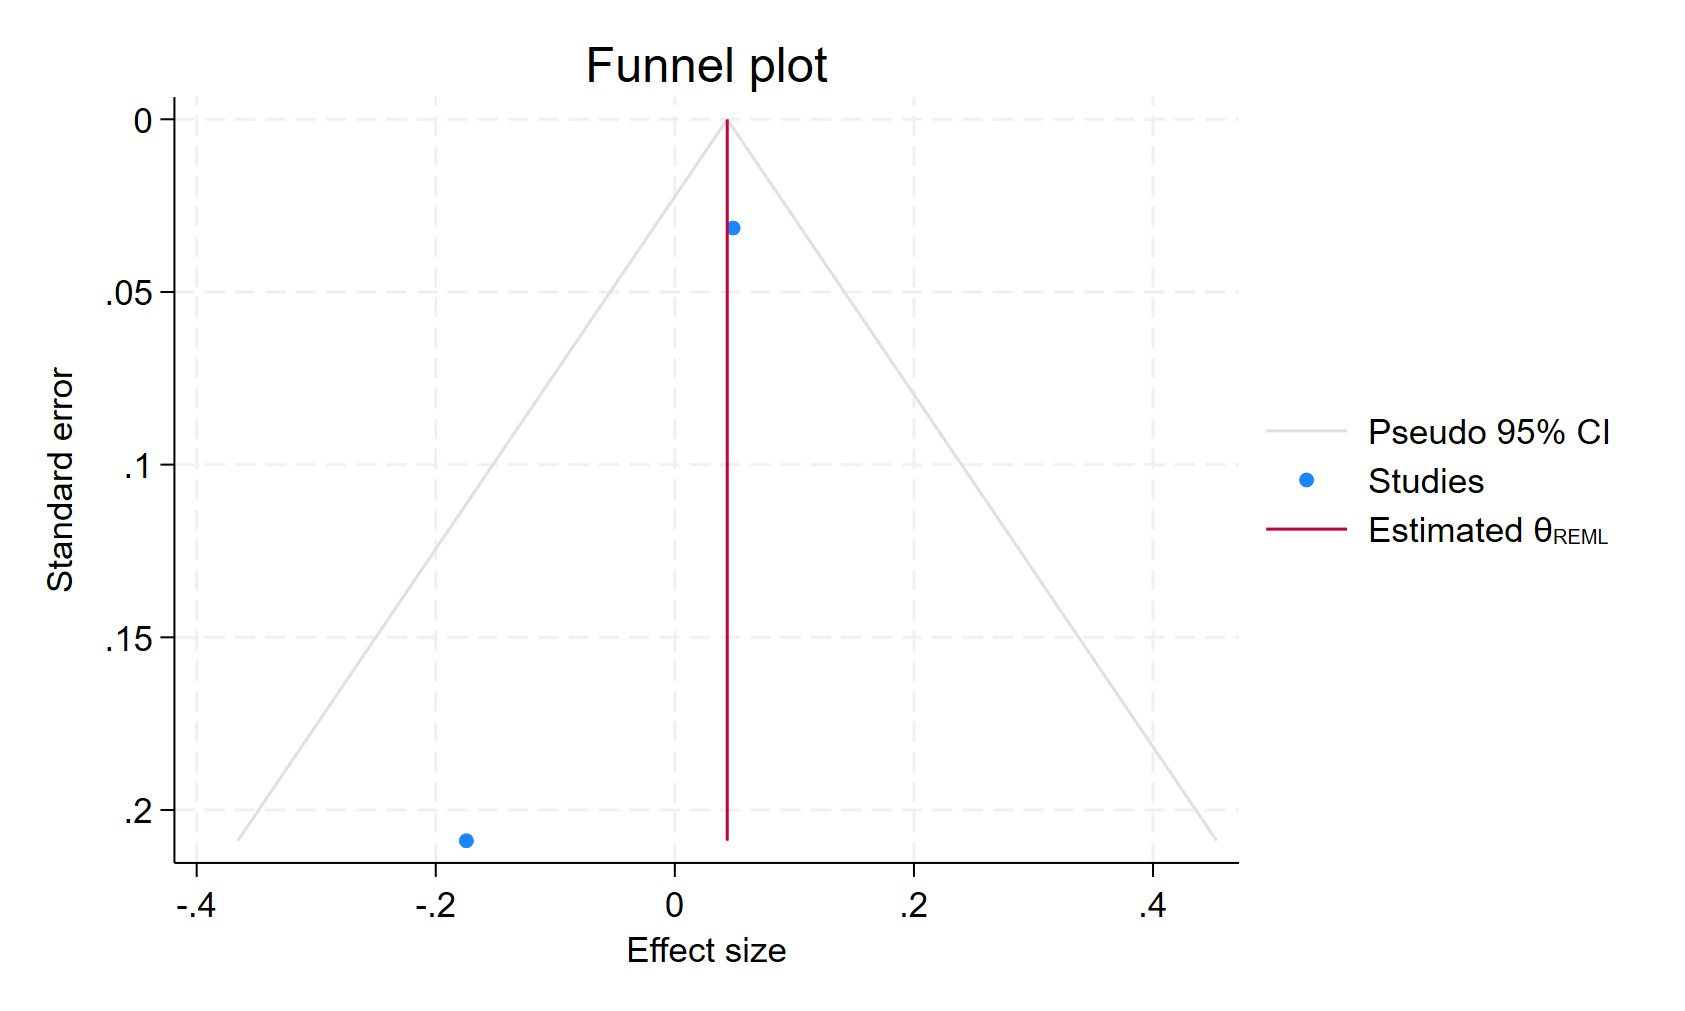 Funnel plot
0
.05
.1
.15
.2
Standard error
-.4
-.2
0
.2
.4
Effect size
Pseudo 95% CI
Studies
Estimated θREML